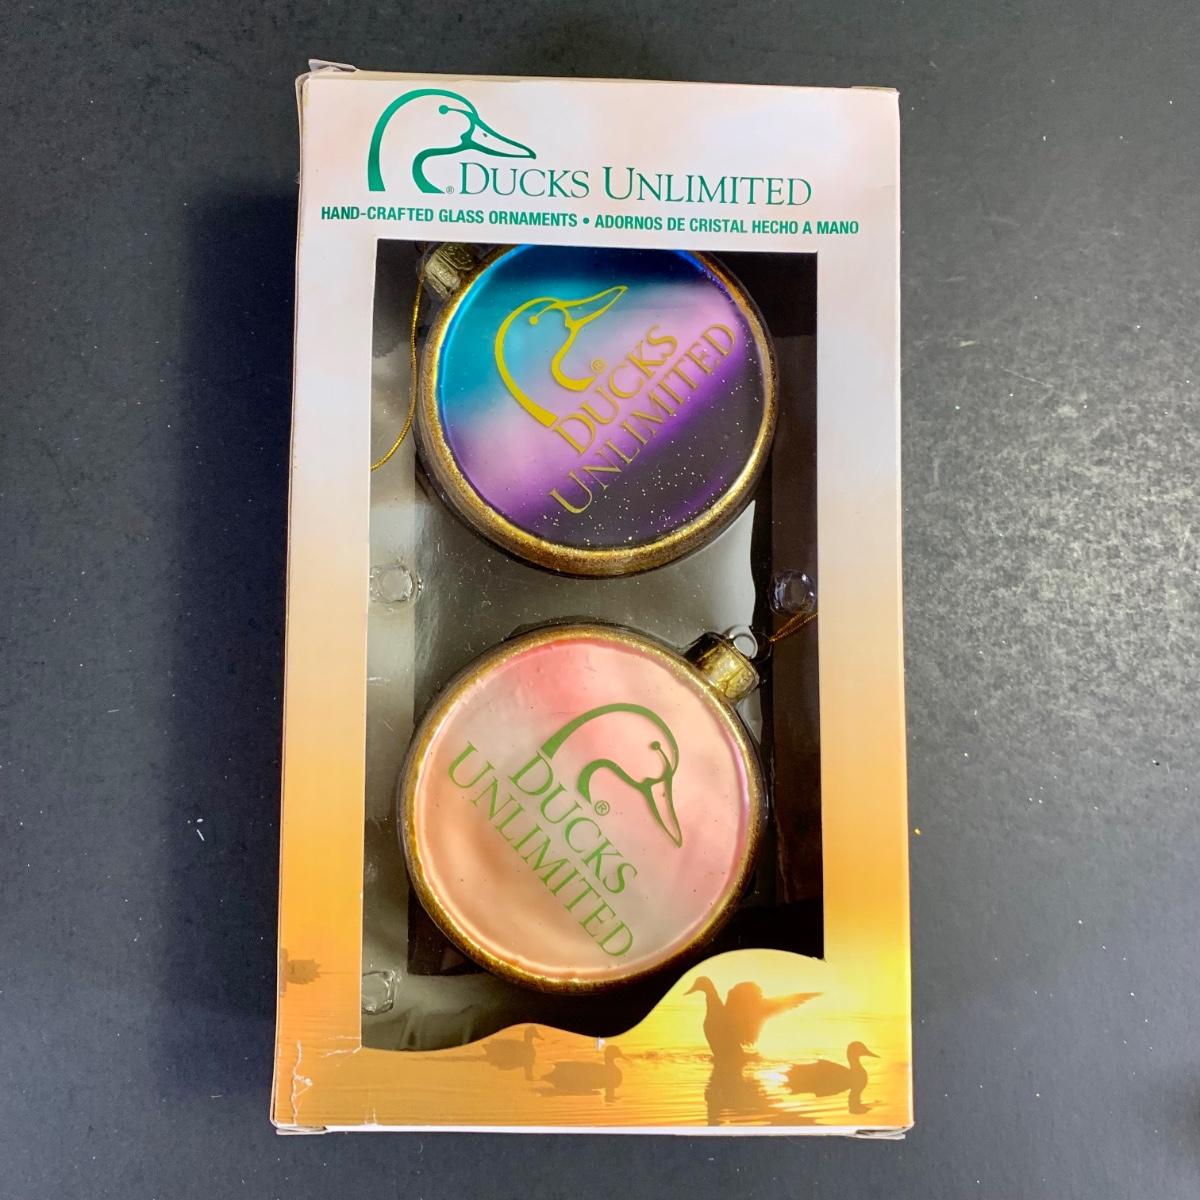 ® DUCKS UNLIMITED
HAND-CRAFTED GLASS ORNAMENTS • ADORNOS DE CRISTAL HECHO A MANO
®
DUCKS
UNLIMITED
®
DUCKS
UNLIMITED